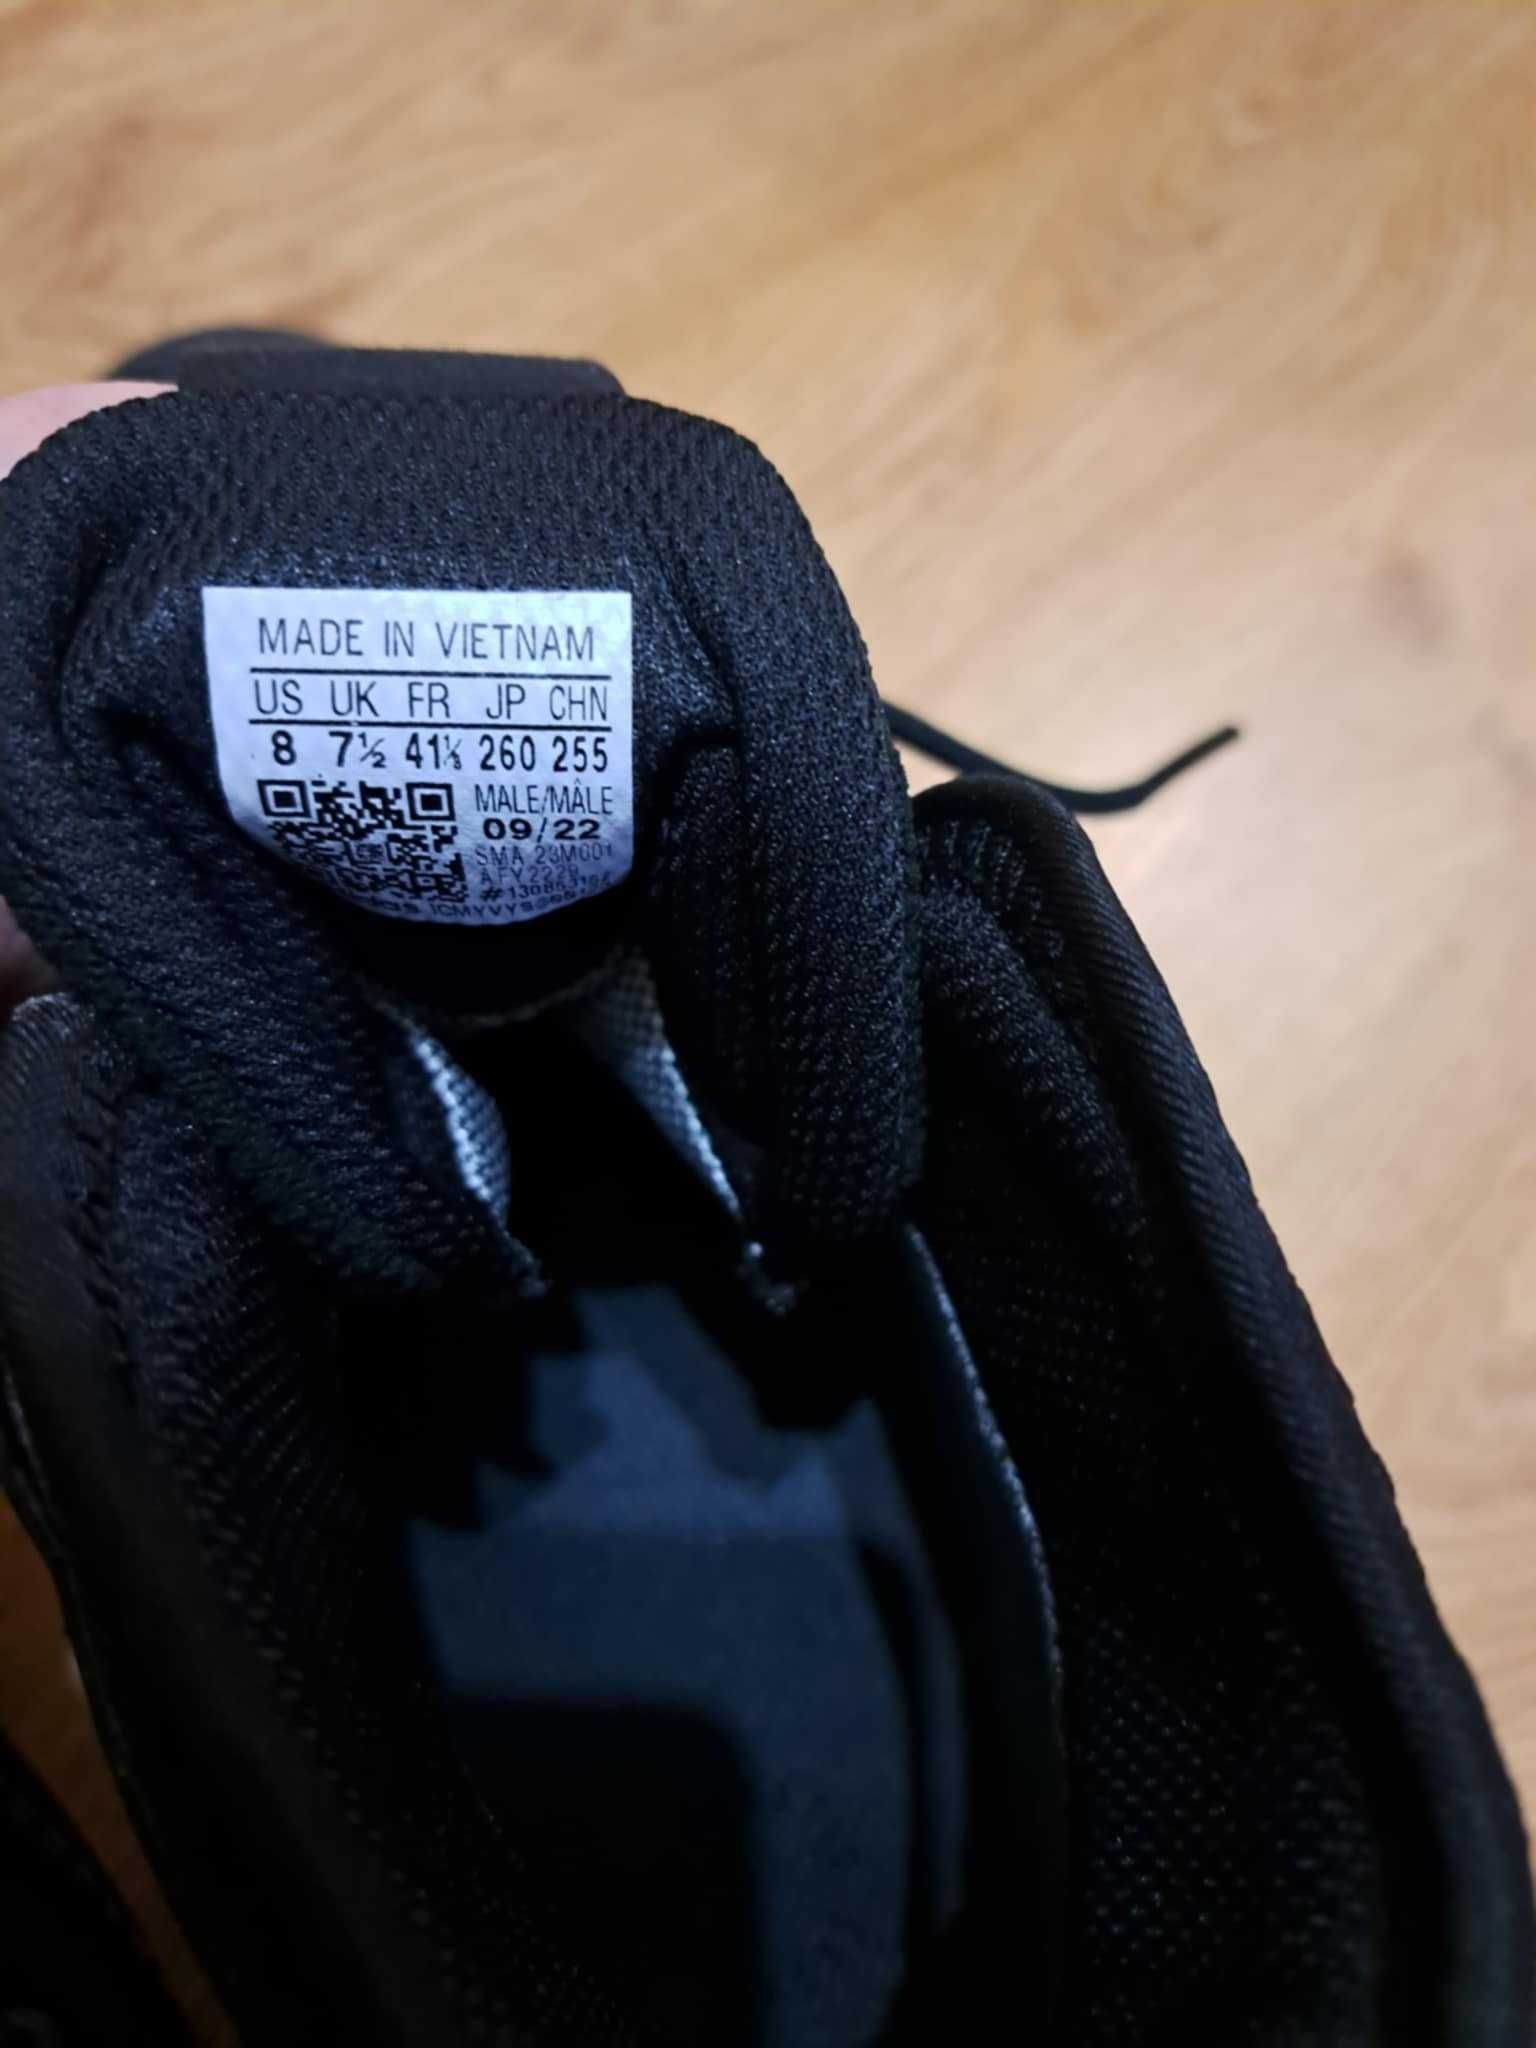 MADE IN VIETNAM
US UK FR JP CHN
8 7½ 41⅓ 260 255
MALE/MÂLE
09/22
SMA 23M001
AFY2229